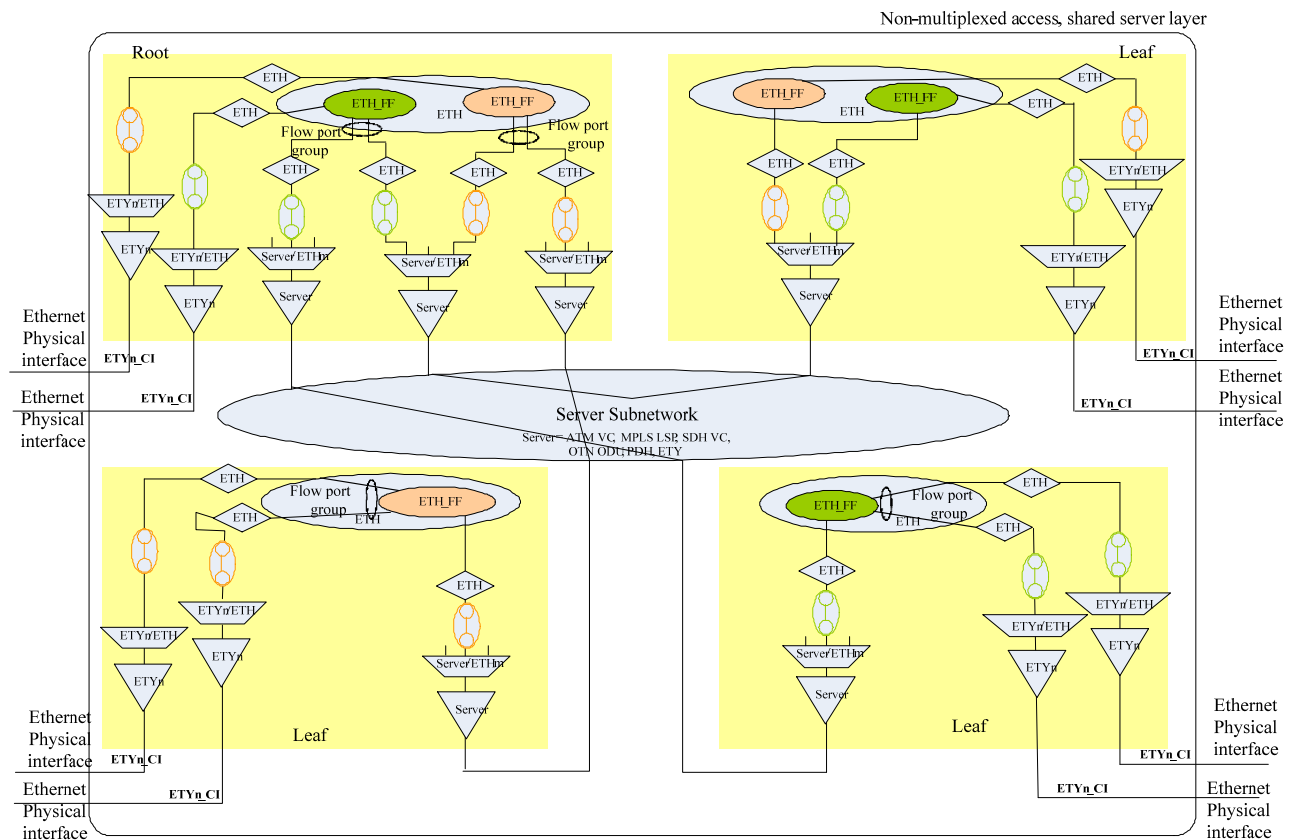 Non-multiplexed access, shared server layer
Root
ETH
ETH
ETH_FF
ETH_FF
ETH
Flow port
group
Flow port
group
ETH
ETH
ETH
ETH
ETYn/ETH
ETYn
ETYn/ETH
ETYn
Server/ETHm
Server/ETHm
Server/ETHm
Server
Server
Server
Leaf
ETH_FF
ETH_FF
ETH
ETH
ETH
ETH
ETH
Server/ETHm
Server
ETYn/ETH
ETYn
ETYn/ETH
ETYn
Ethernet
Physical
interface
ETYn_CI
Ethernet
Physical
interface
ETYn_CI
Ethernet
Physical
interface
ETYn_CI
Ethernet
Physical
interface
ETYn_CI
Server Subnetwork
Server= ATM VC, MPLS LSP, SDH VC,
OTN ODU, PDH, ETY
ETH
ETH
Flow port
group
ETH
ETH_FF
ETH
ETYn/ETH
ETYn
ETYn/ETH
ETYn
Server/ETHm
Server
Leaf
Ethernet
Physical
interface
ETYn_CI
Ethernet
Physical
interface
ETYn_CI
ETH_FF
Flow port
group
ETH
ETH
ETH
ETH
Server/ETHm
Server
ETYn/ETH
ETYn
ETYn/ETH
ETYn
Leaf
Ethernet
Physical
interface
ETYn_CI
Ethernet
Physical
interface
ETYn_CI